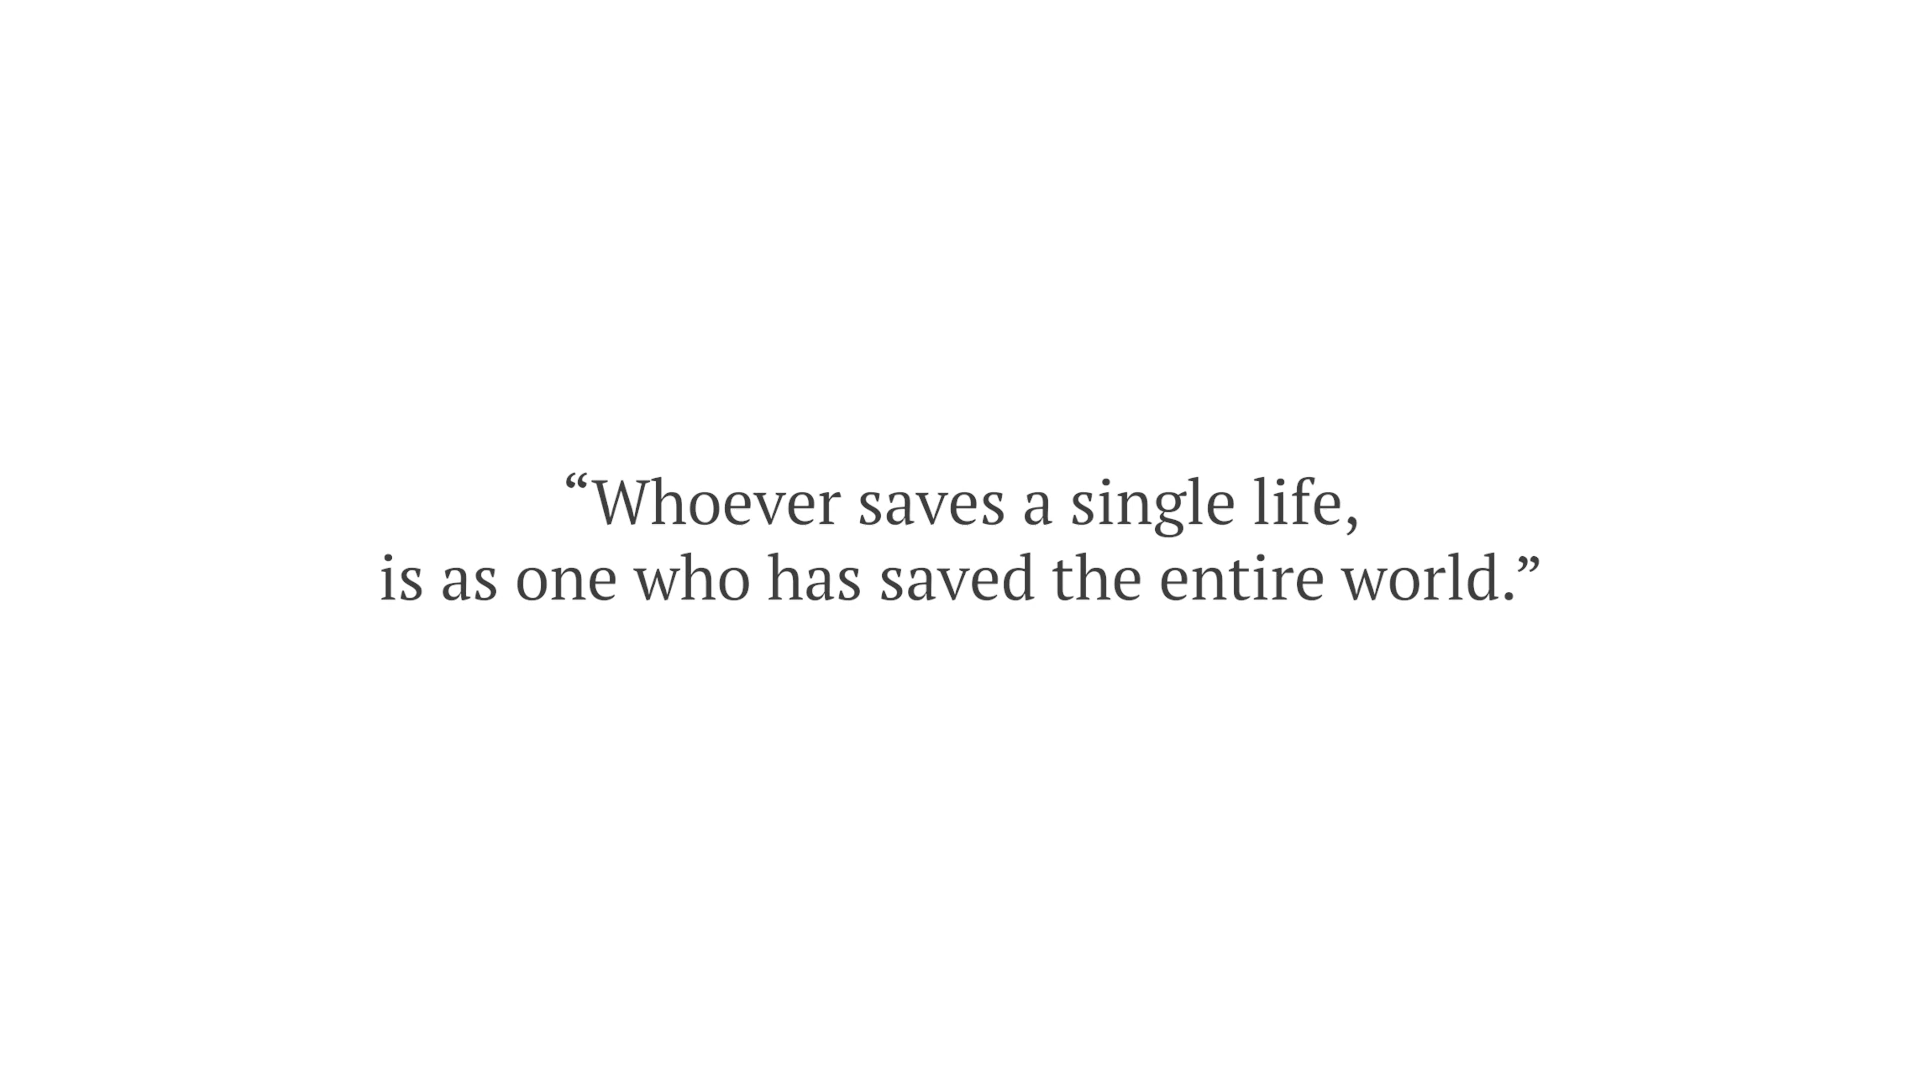 “Whoever saves a single life,
is as one who has saved the entire world.”